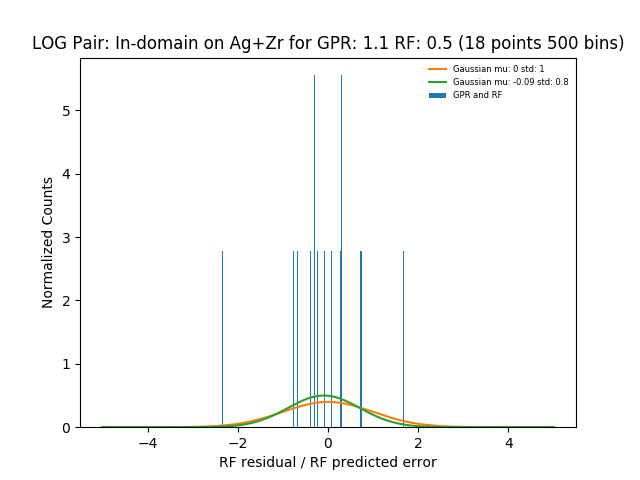 LOG Pair: In-domain on Ag+Zr for GPR: 1.1 RF: 0.5 (18 points 500 bins)
Gaussian mu: 0 std: 1
Gaussian mu: -0.09 std: 0.8
GPR and RF
Normalized Counts
5
4
3
2
1
0
−4
−2
0
2
4
RF residual / RF predicted error